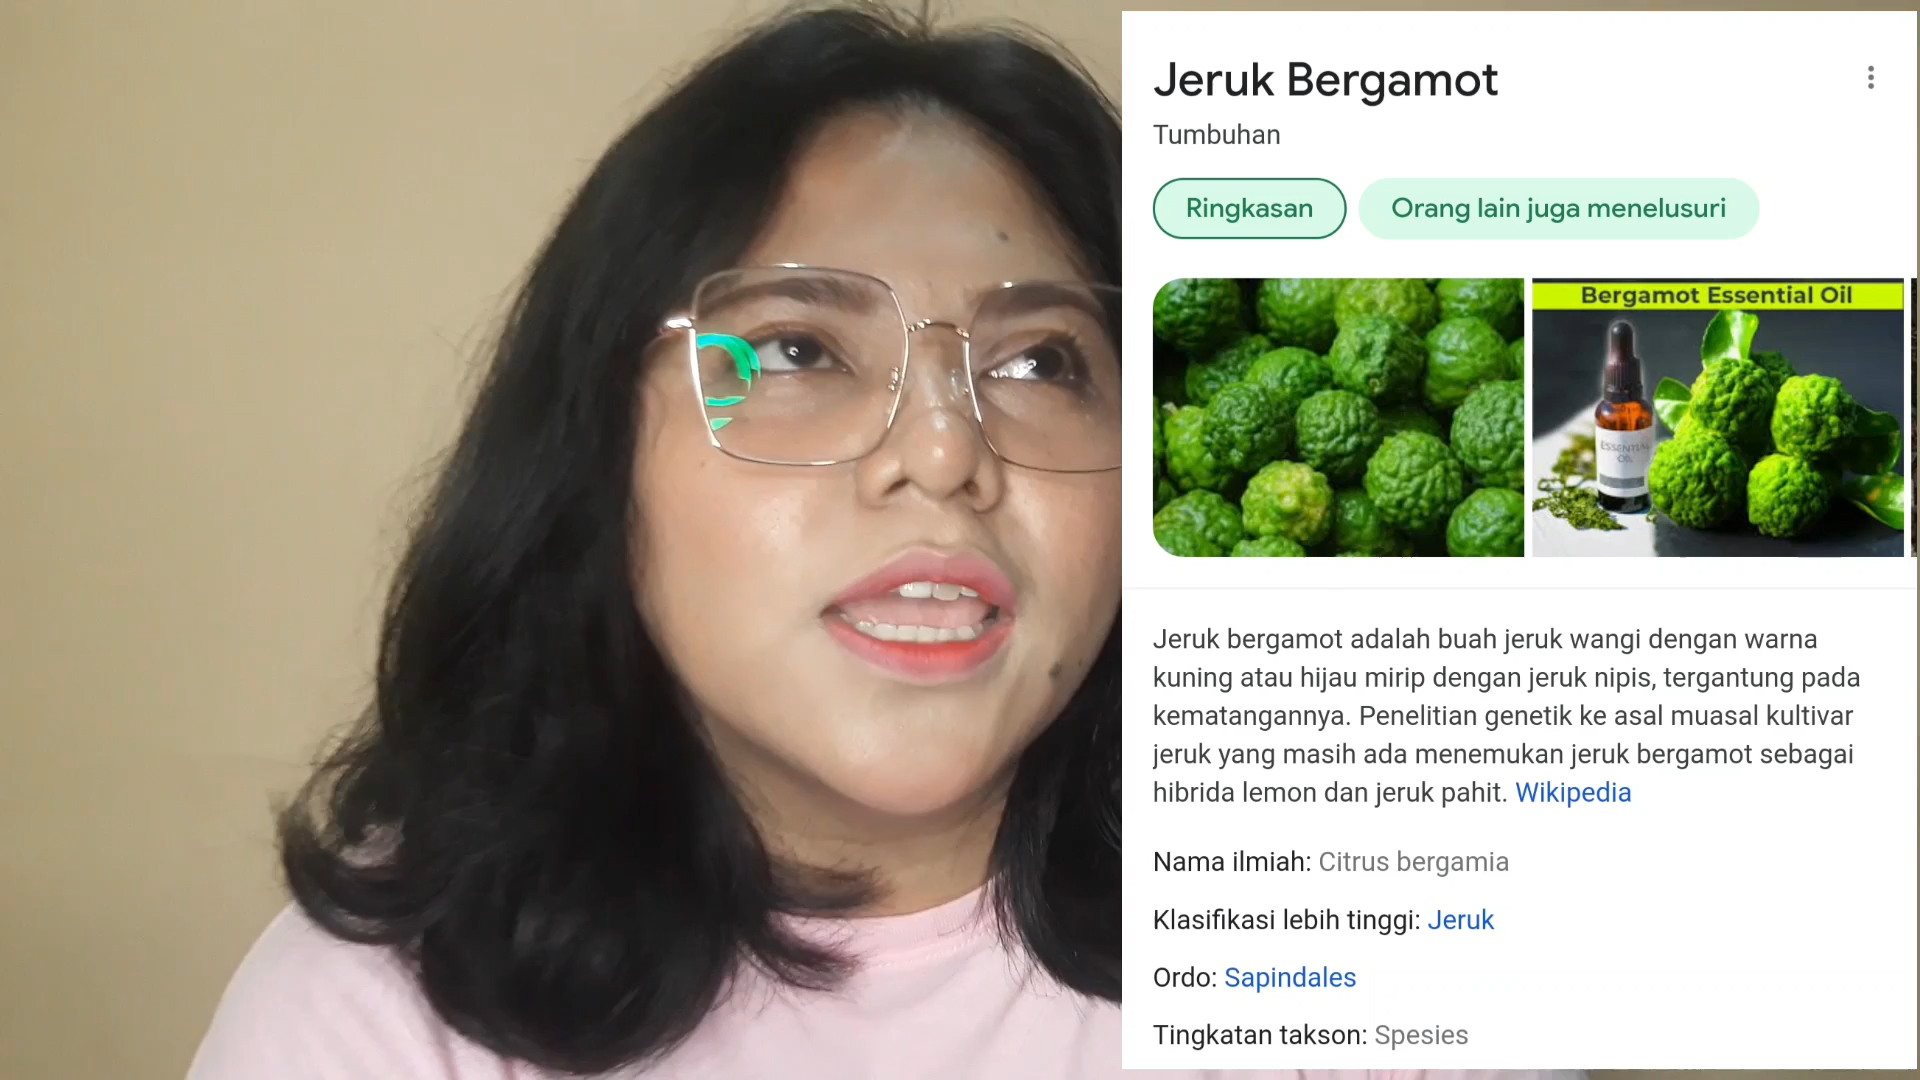 Jeruk Bergamot
Tumbuhan
Ringkasan
Orang lain juga menelusuri
Bergamot Essential Oil
ESSENTIAL
OIL
Jeruk bergamot adalah buah jeruk wangi dengan warna
kuning atau hijau mirip dengan jeruk nipis, tergantung pada
kematangannya. Penelitian genetik ke asal muasal kultivar
jeruk yang masih ada menemukan jeruk bergamot sebagai
hibrida lemon dan jeruk pahit. Wikipedia
Nama ilmiah: Citrus bergamia
Klasifikasi lebih tinggi: Jeruk
Ordo: Sapindales
Tingkatan takson: Spesies